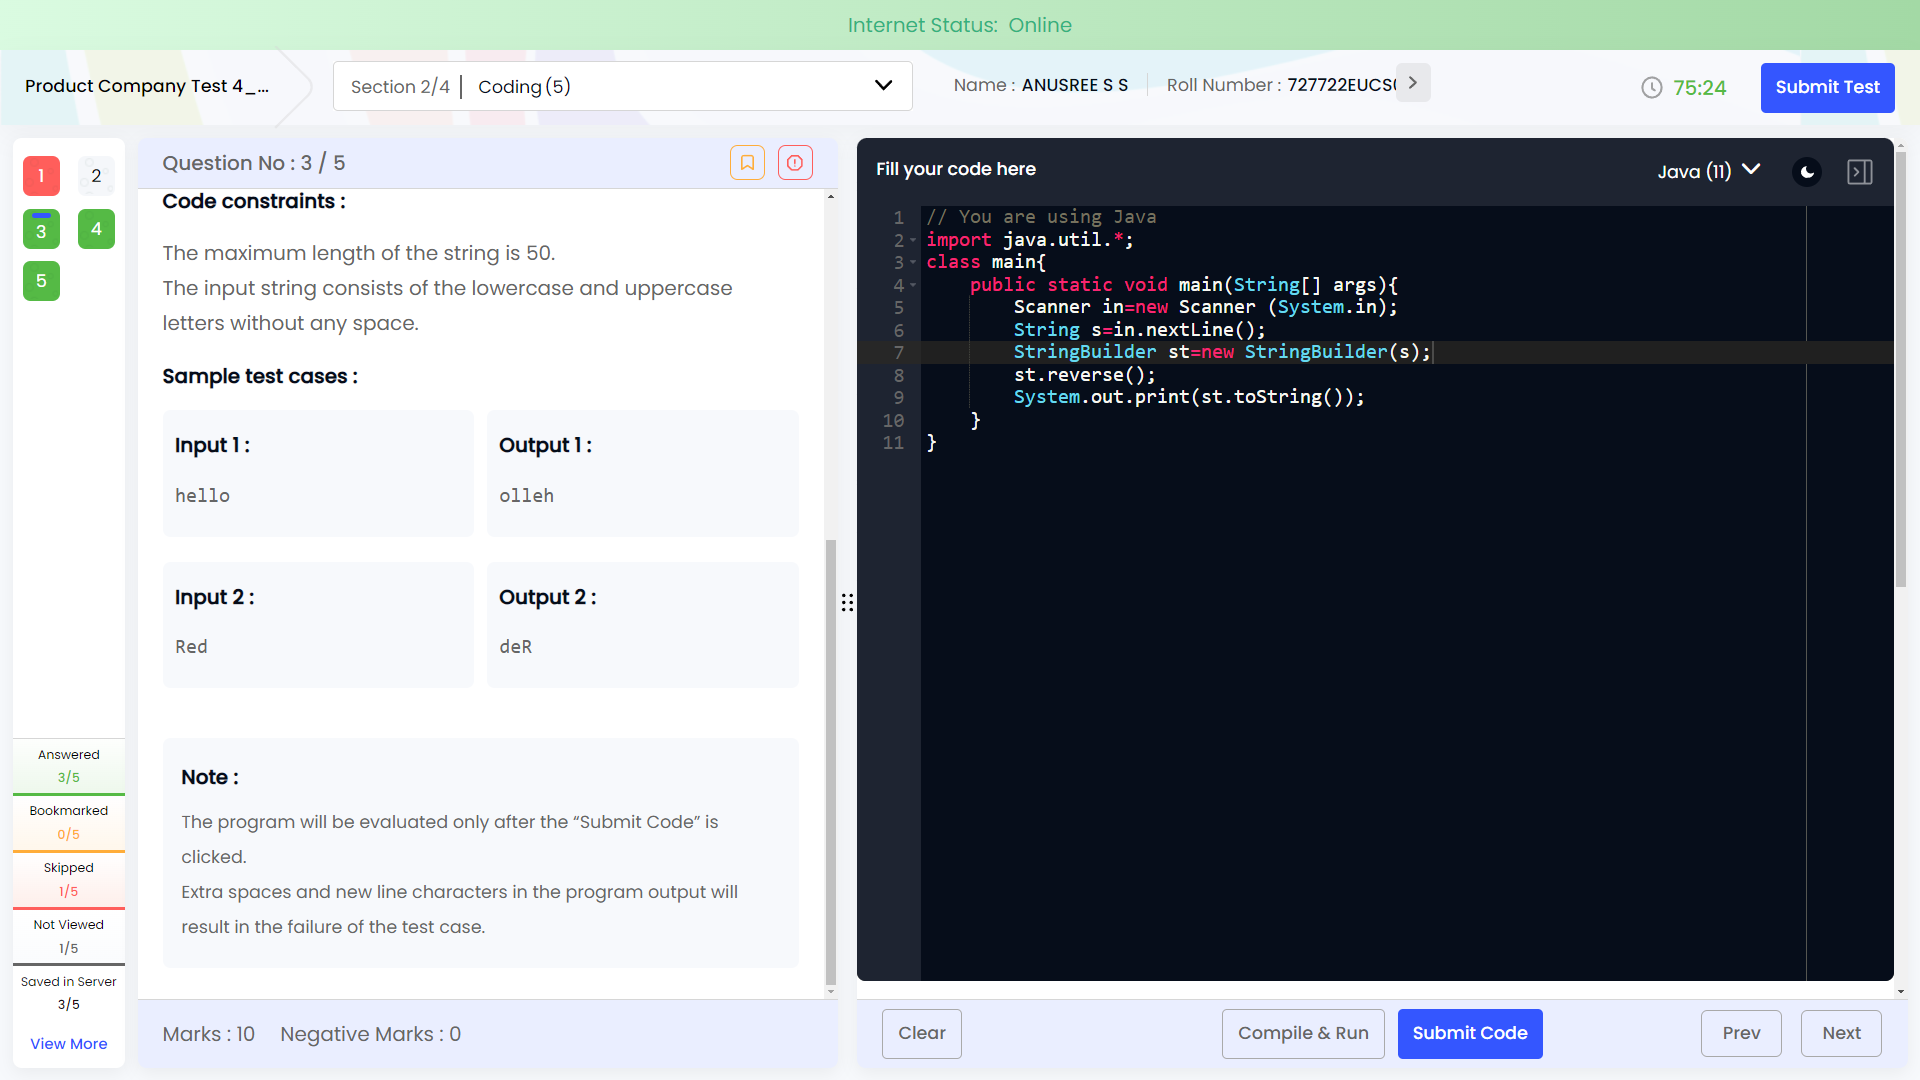 Internet Status: Online
Product Company Test 4_...
Section 2/4 | Coding (5)
Name : ANUSREE S S
Roll Number : 727722EUCS
75:24
Submit Test
1
2
3
4
5
Answered
3/5
Bookmarked
0/5
Skipped
1/5
Not Viewed
1/5
Saved in Server
3/5
View More
Question No : 3 / 5
Code constraints :
The maximum length of the string is 50.
The input string consists of the lowercase and uppercase
letters without any space.
Sample test cases :
Input 1 :
hello
Output 1 :
olleh
Input 2 :
Red
Output 2 :
deR
Note :
The program will be evaluated only after the “Submit Code” is
clicked.
Extra spaces and new line characters in the program output will
result in the failure of the test case.
Marks : 10 Negative Marks : 0
Fill your code here
Java (11)
1 // You are using Java
2 import java.util.*;
3 class main{
4     public static void main(String[] args){
5         Scanner in=new Scanner (System.in);
6         String s=in.nextLine();
7         StringBuilder st=new StringBuilder(s);
8         st.reverse();
9         System.out.print(st.toString());
10     }
11 }
Clear
Compile & Run
Submit Code
Prev
Next